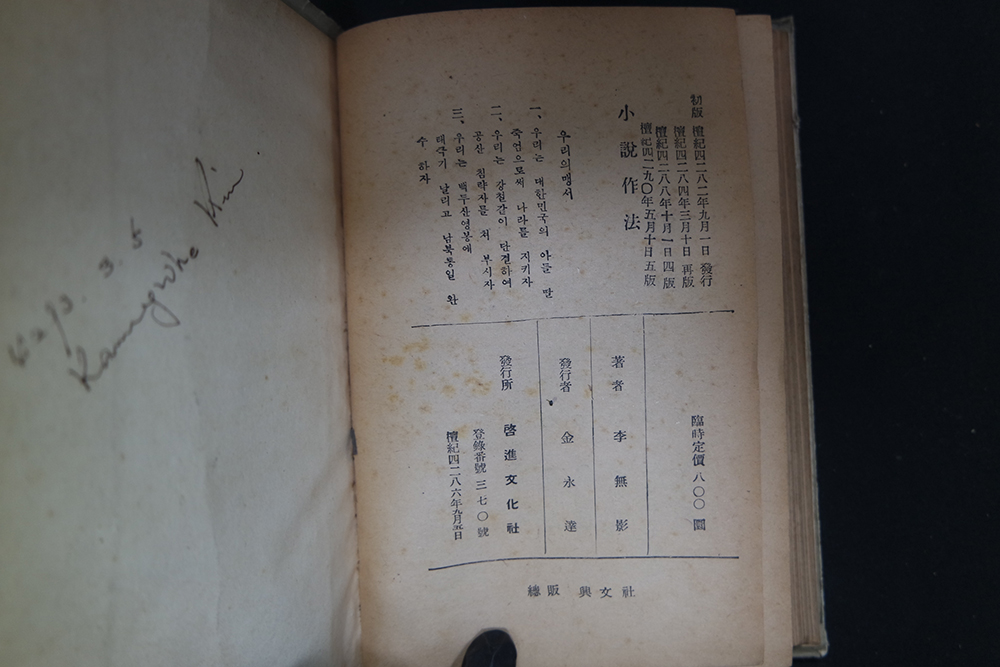 初版 檀紀四二八二年九月一日 發行
檀紀四二八四年三月十日 再版
檀紀四二八八年十月一日 四版
檀紀四二九〇年五月十日 五版
小說作法
우리의맹서
一、우리는 대한민국의 아들 딸
죽엄으로써 나라를 지키자
二、우리는 강철같이 단결하여
공산 침략자를 처 부시자
三、우리는 백두산영봉에
태극기 날리고 남북통일 완
수 하자
臨時定價 八〇〇 圜
著者 李無影
發行者 金永達
發行所 啓進文化社
登錄番號 三七〇 號
檀紀四二八六年九月五日
總販 興文社
3. 5
Kim